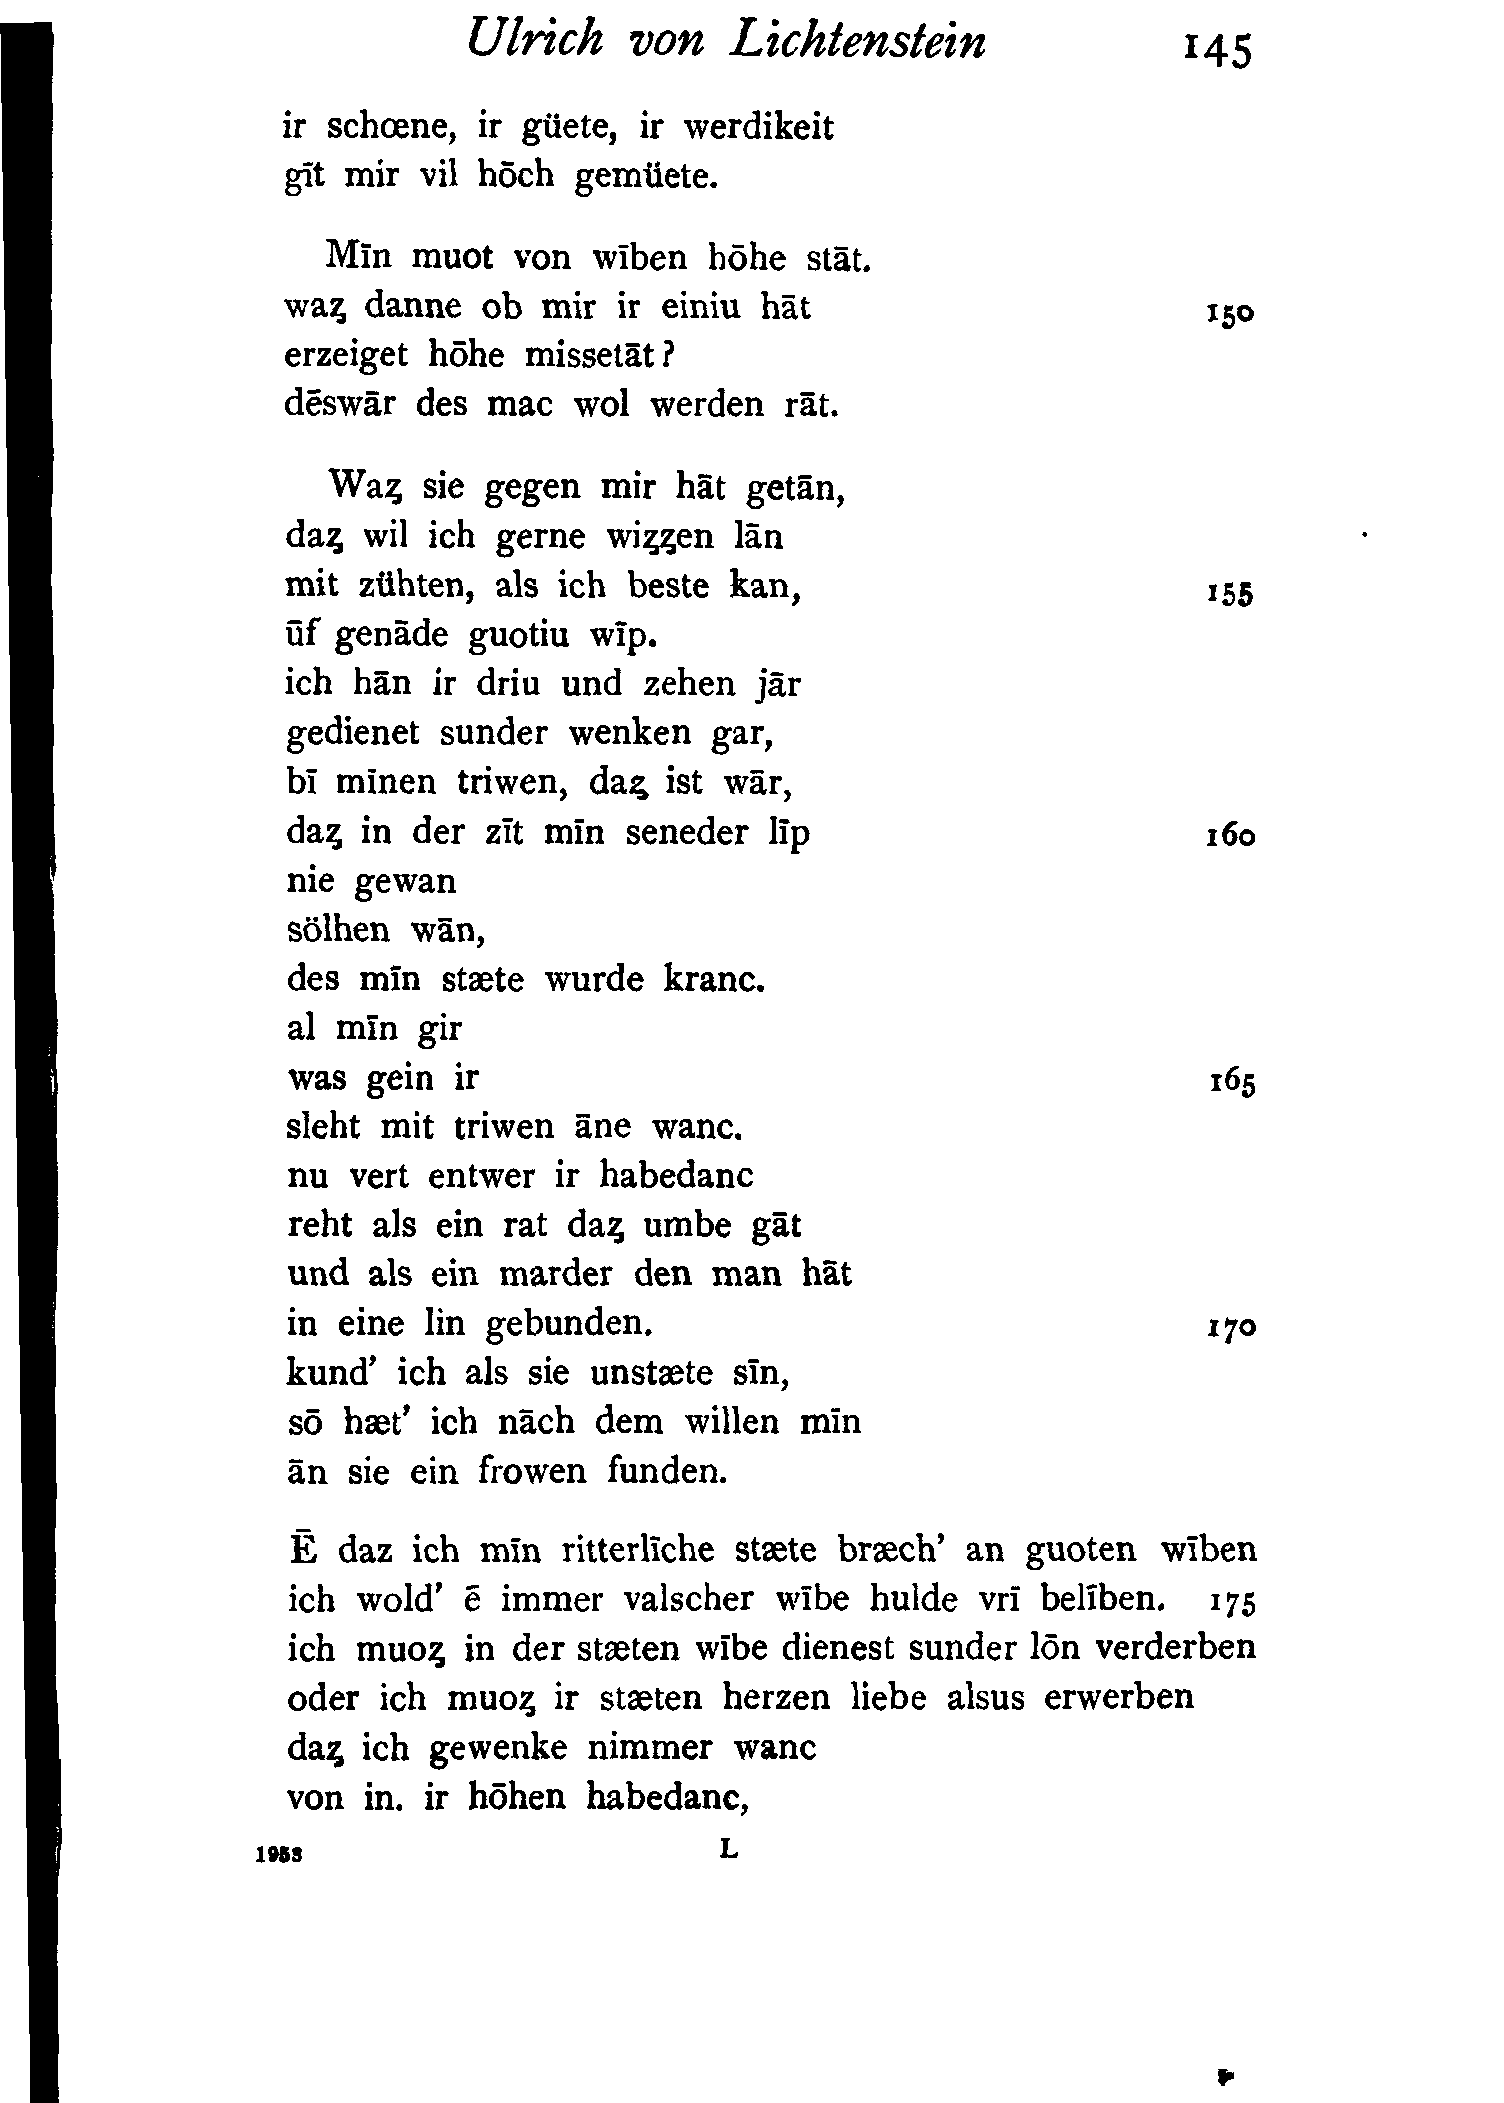 Ulrich von Lichtenstein 145
ir schœne, ir güete, ir werdikeit
gīt mir vil hōch gemüete.
Mīn muot von wīben hōhe stāt.
waȥ danne ob mir ir einiu hāt 150
erzeiget hōhe missetāt?
dēswār des mac wol werden rāt.
Waȥ sie gegen mir hāt getān,
daȥ wil ich gerne wiȥȥen lān
mit zühten, als ich beste kan, 155
ūf genāde guotiu wīp.
ich hān ir driu und zehen jār
gedienet sunder wenken gar,
bī mīnen triwen, daȥ ist wār,
daȥ in der zīt mīn seneder līp 160
nie gewan
sölhen wān,
des mīn stæte wurde kranc.
al mīn gir
was gein ir 165
sleht mit triwen āne wanc.
nu vert entwer ir habedanc
reht als ein rat daȥ umbe gāt
und als ein marder den man hāt
in eine lin gebunden. 170
kund' ich als sie unstæte sīn,
sō hæt' ich nāch dem willen mīn
ān sie ein frowen funden.
Ē daz ich mīn ritterlīche stæte bræch' an guoten wīben
ich wold' ē immer valscher wībe hulde vrī belīben. 175
ich muoȥ in der stæten wībe dienest sunder lōn verderben
oder ich muoȥ ir stæten herzen liebe alsus erwerben
daȥ ich gewenke nimmer wanc
von in. ir hōhen habedanc,
1953 L